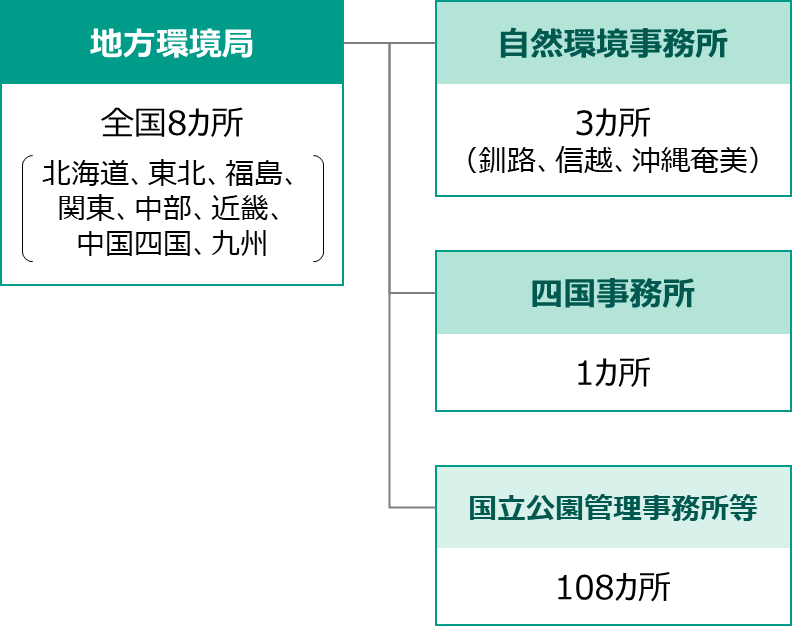 地方環境局
全国8カ所
北海道、東北、福島、
関東、中部、近畿、
中国四国、九州
自然環境事務所
3カ所
（釧路、信越、沖縄奄美）
四国事務所
1カ所
国立公園管理事務所等
108カ所